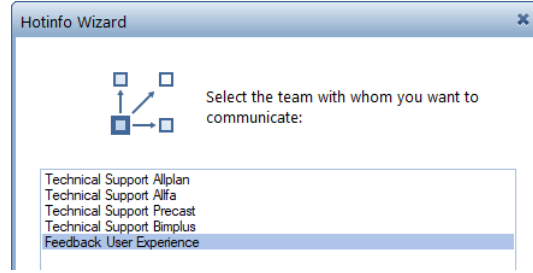 Hotinfo Wizard
Select the team with whom you want to
communicate:
Technical Support Allplan
Technical Support Allfa
Technical Support Precast
Technical Support Bimplus
Feedback User Experience